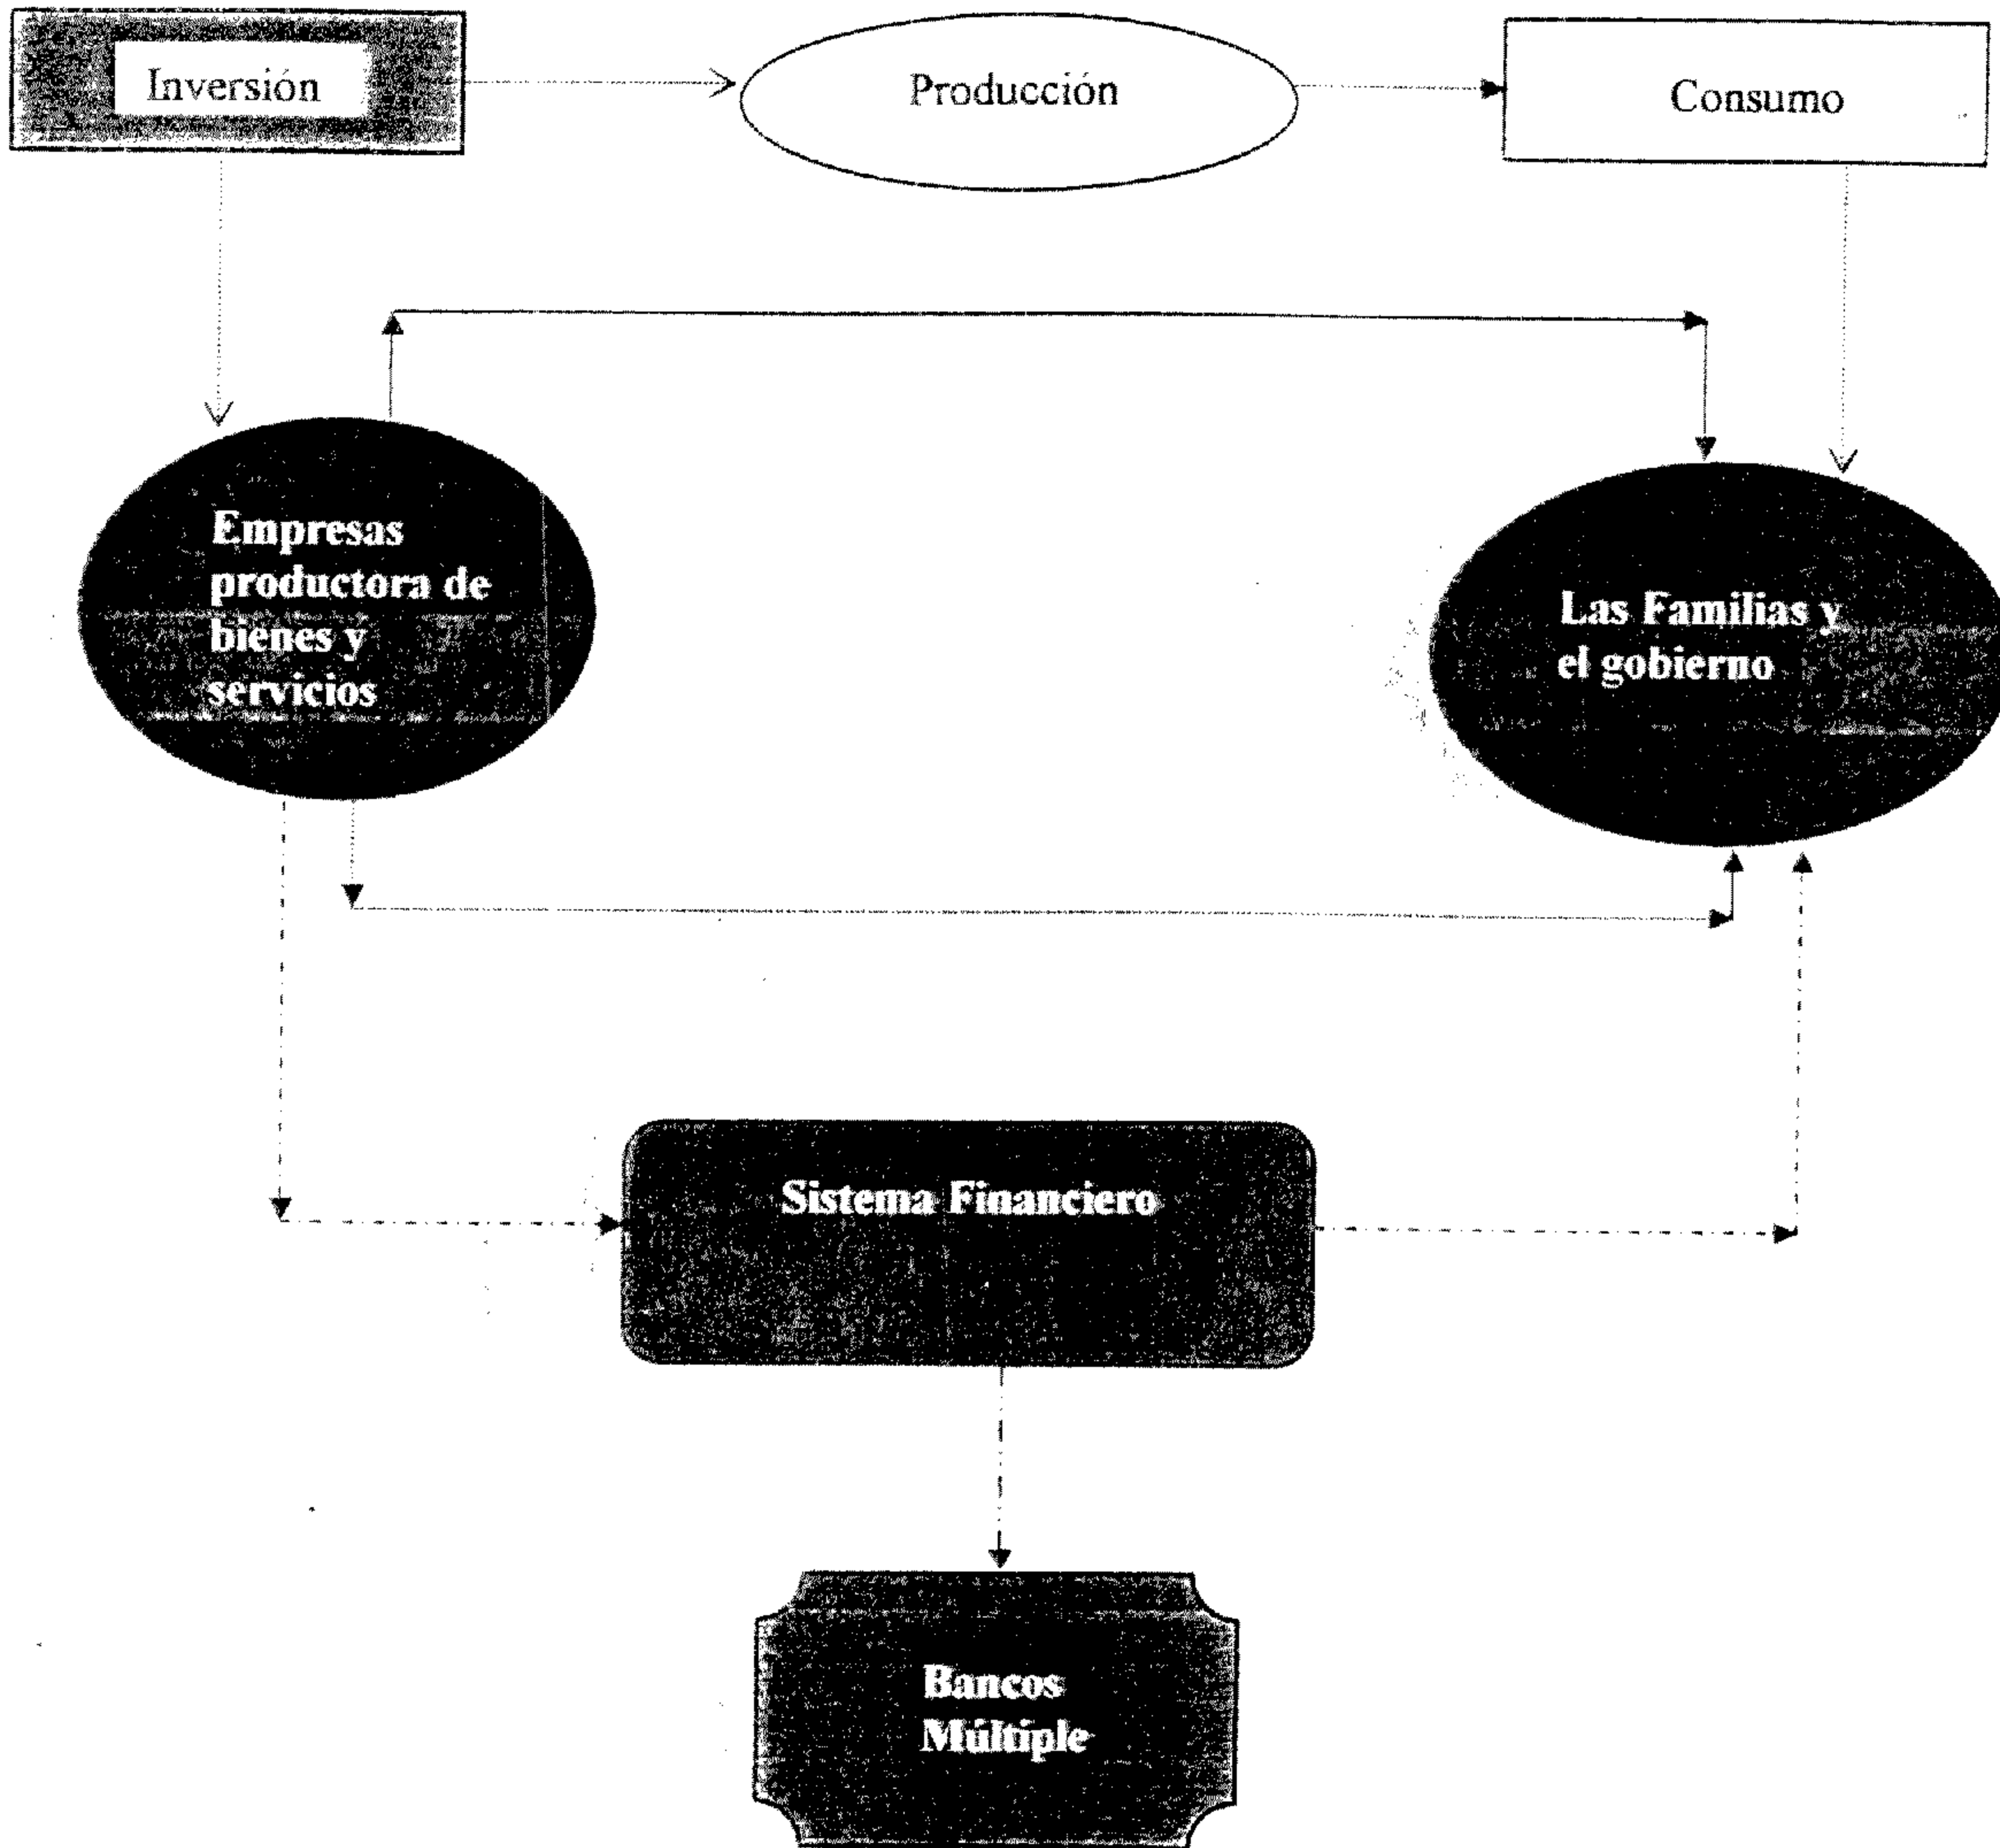 Inversión
Producción
Consumo
Empresas
productora de
bienes y
servicios
Las Familias y
el gobierno
Sistema Financiero
Bancos
Múltiple